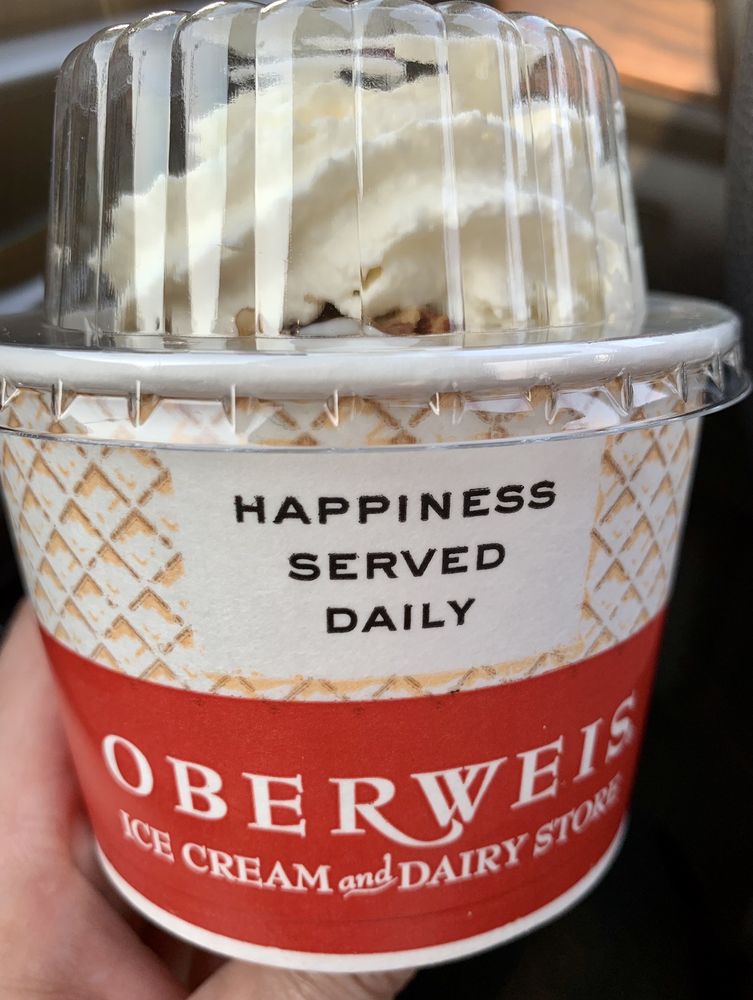 HAPPINESS
SERVED
DAILY
OBERWEIS
ICE CREAM and DAIRY STORE